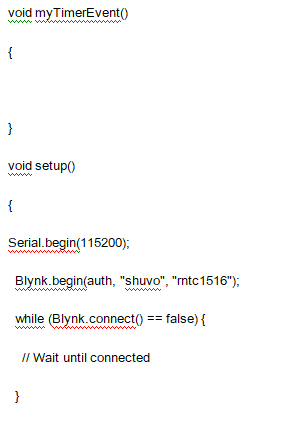 void myTimerEvent()
{
}
void setup()
{
Serial.begin(115200);
Blynk.begin(auth, "shuvo", "rntc1516");
while (Blynk.connect() == false) {
// Wait until connected
}